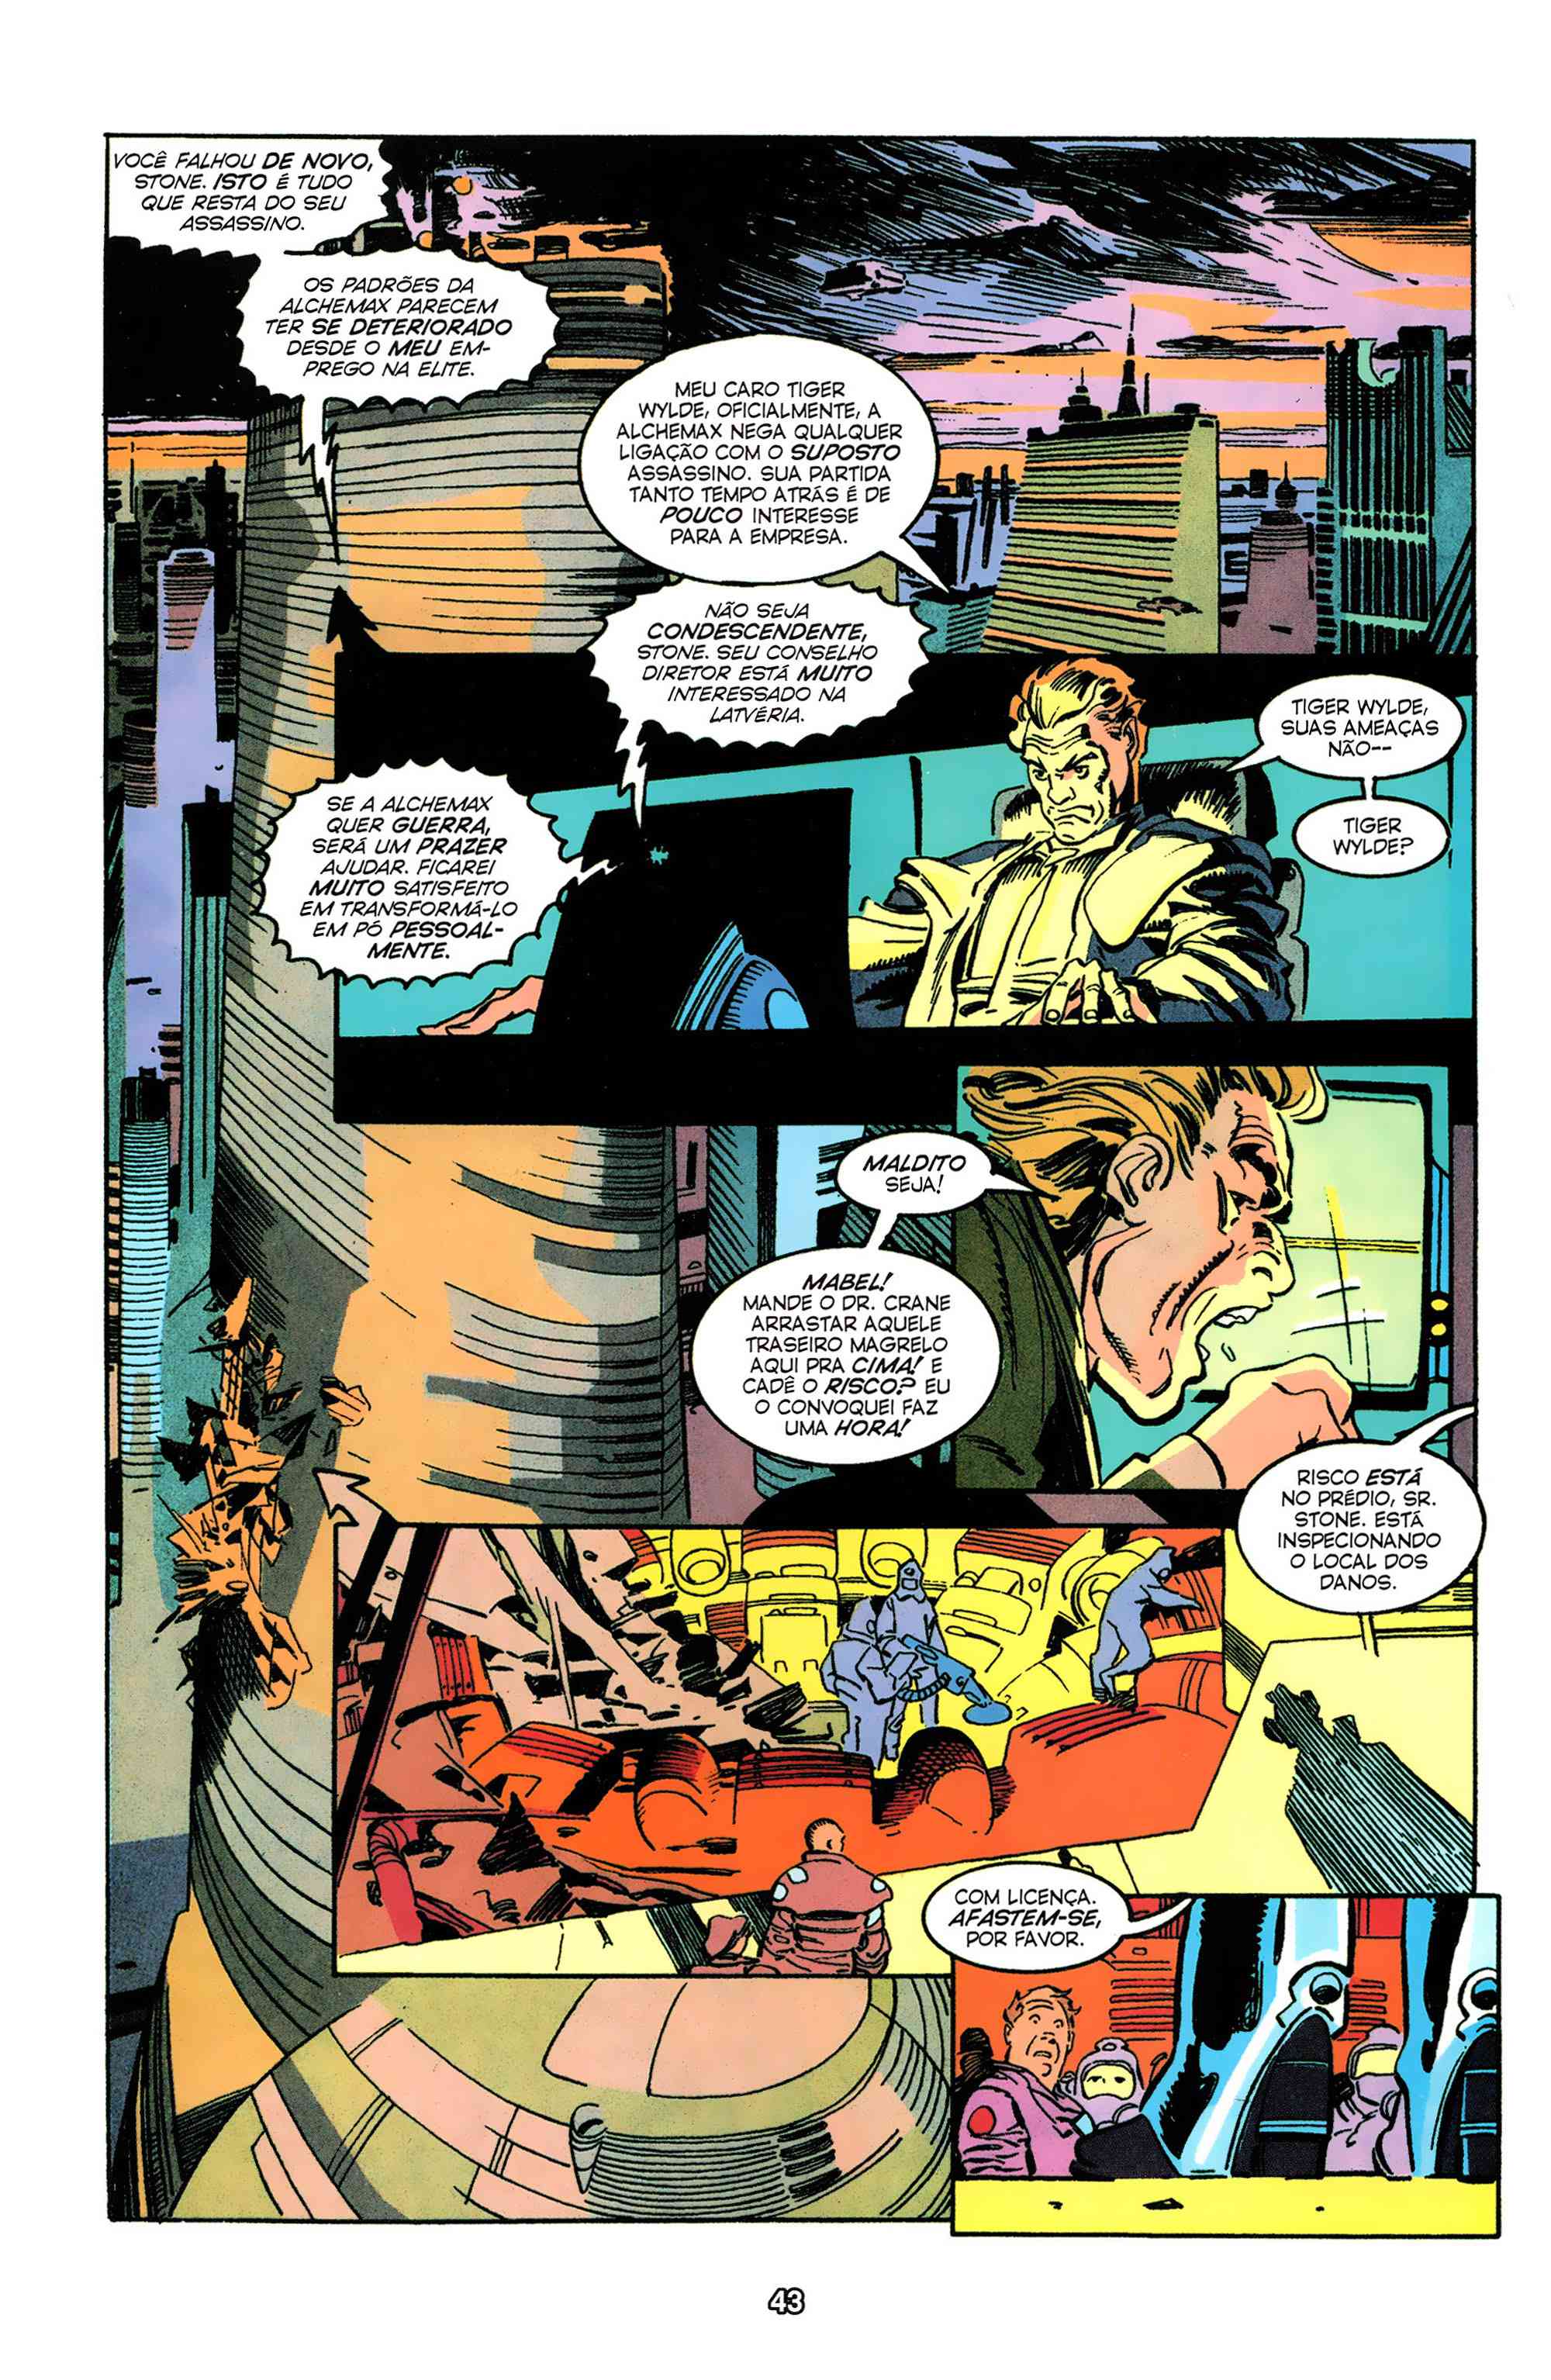 VOCÊ FALHOU DE NOVO,
STONE. ISTO É TUDO
QUE RESTA DO SEU
ASSASSINO.
OS PADRÕES DA
ALCHEMAX PARECEM
TER SE DETERIORADO
DESDE O MEU EM-
PREGO NA ELITE.
MEU CARO TIGER
WYLDE, OFICIALMENTE, A
ALCHEMAX NEGA QUALQUER
LIGAÇÃO COM O SUPOSTO
ASSASSINO. SUA PARTIDA
TANTO TEMPO ATRÁS É DE
POUCO INTERESSE
PARA A EMPRESA.
NÃO SEJA
CONDESCENDENTE,
STONE. SEU CONSELHO
DIRETOR ESTÁ MUITO
INTERESSADO NA
LATVÉRIA.
SE A ALCHEMAX
QUER GUERRA,
SERÁ UM PRAZER
AJUDAR. FICAREI
MUITO SATISFEITO
EM TRANSFORMÁ-LO
EM PÓ PESSOAL-
MENTE.
TIGER WYLDE,
SUAS AMEAÇAS
NÃO--
TIGER
WYLDE?
MALDITO
SEJA!
MABEL!
MANDE O DR. CRANE
ARRASTAR AQUELE
TRASEIRO MAGRELO
AQUI PRA CIMA! E
CADÊ O RISCO? EU
O CONVOQUEI FAZ
UMA HORA!
RISCO ESTÁ
NO PRÉDIO, SR.
STONE. ESTÁ
INSPECIONANDO
O LOCAL DOS
DANOS.
COM LICENÇA.
AFASTEM-SE,
POR FAVOR.
43